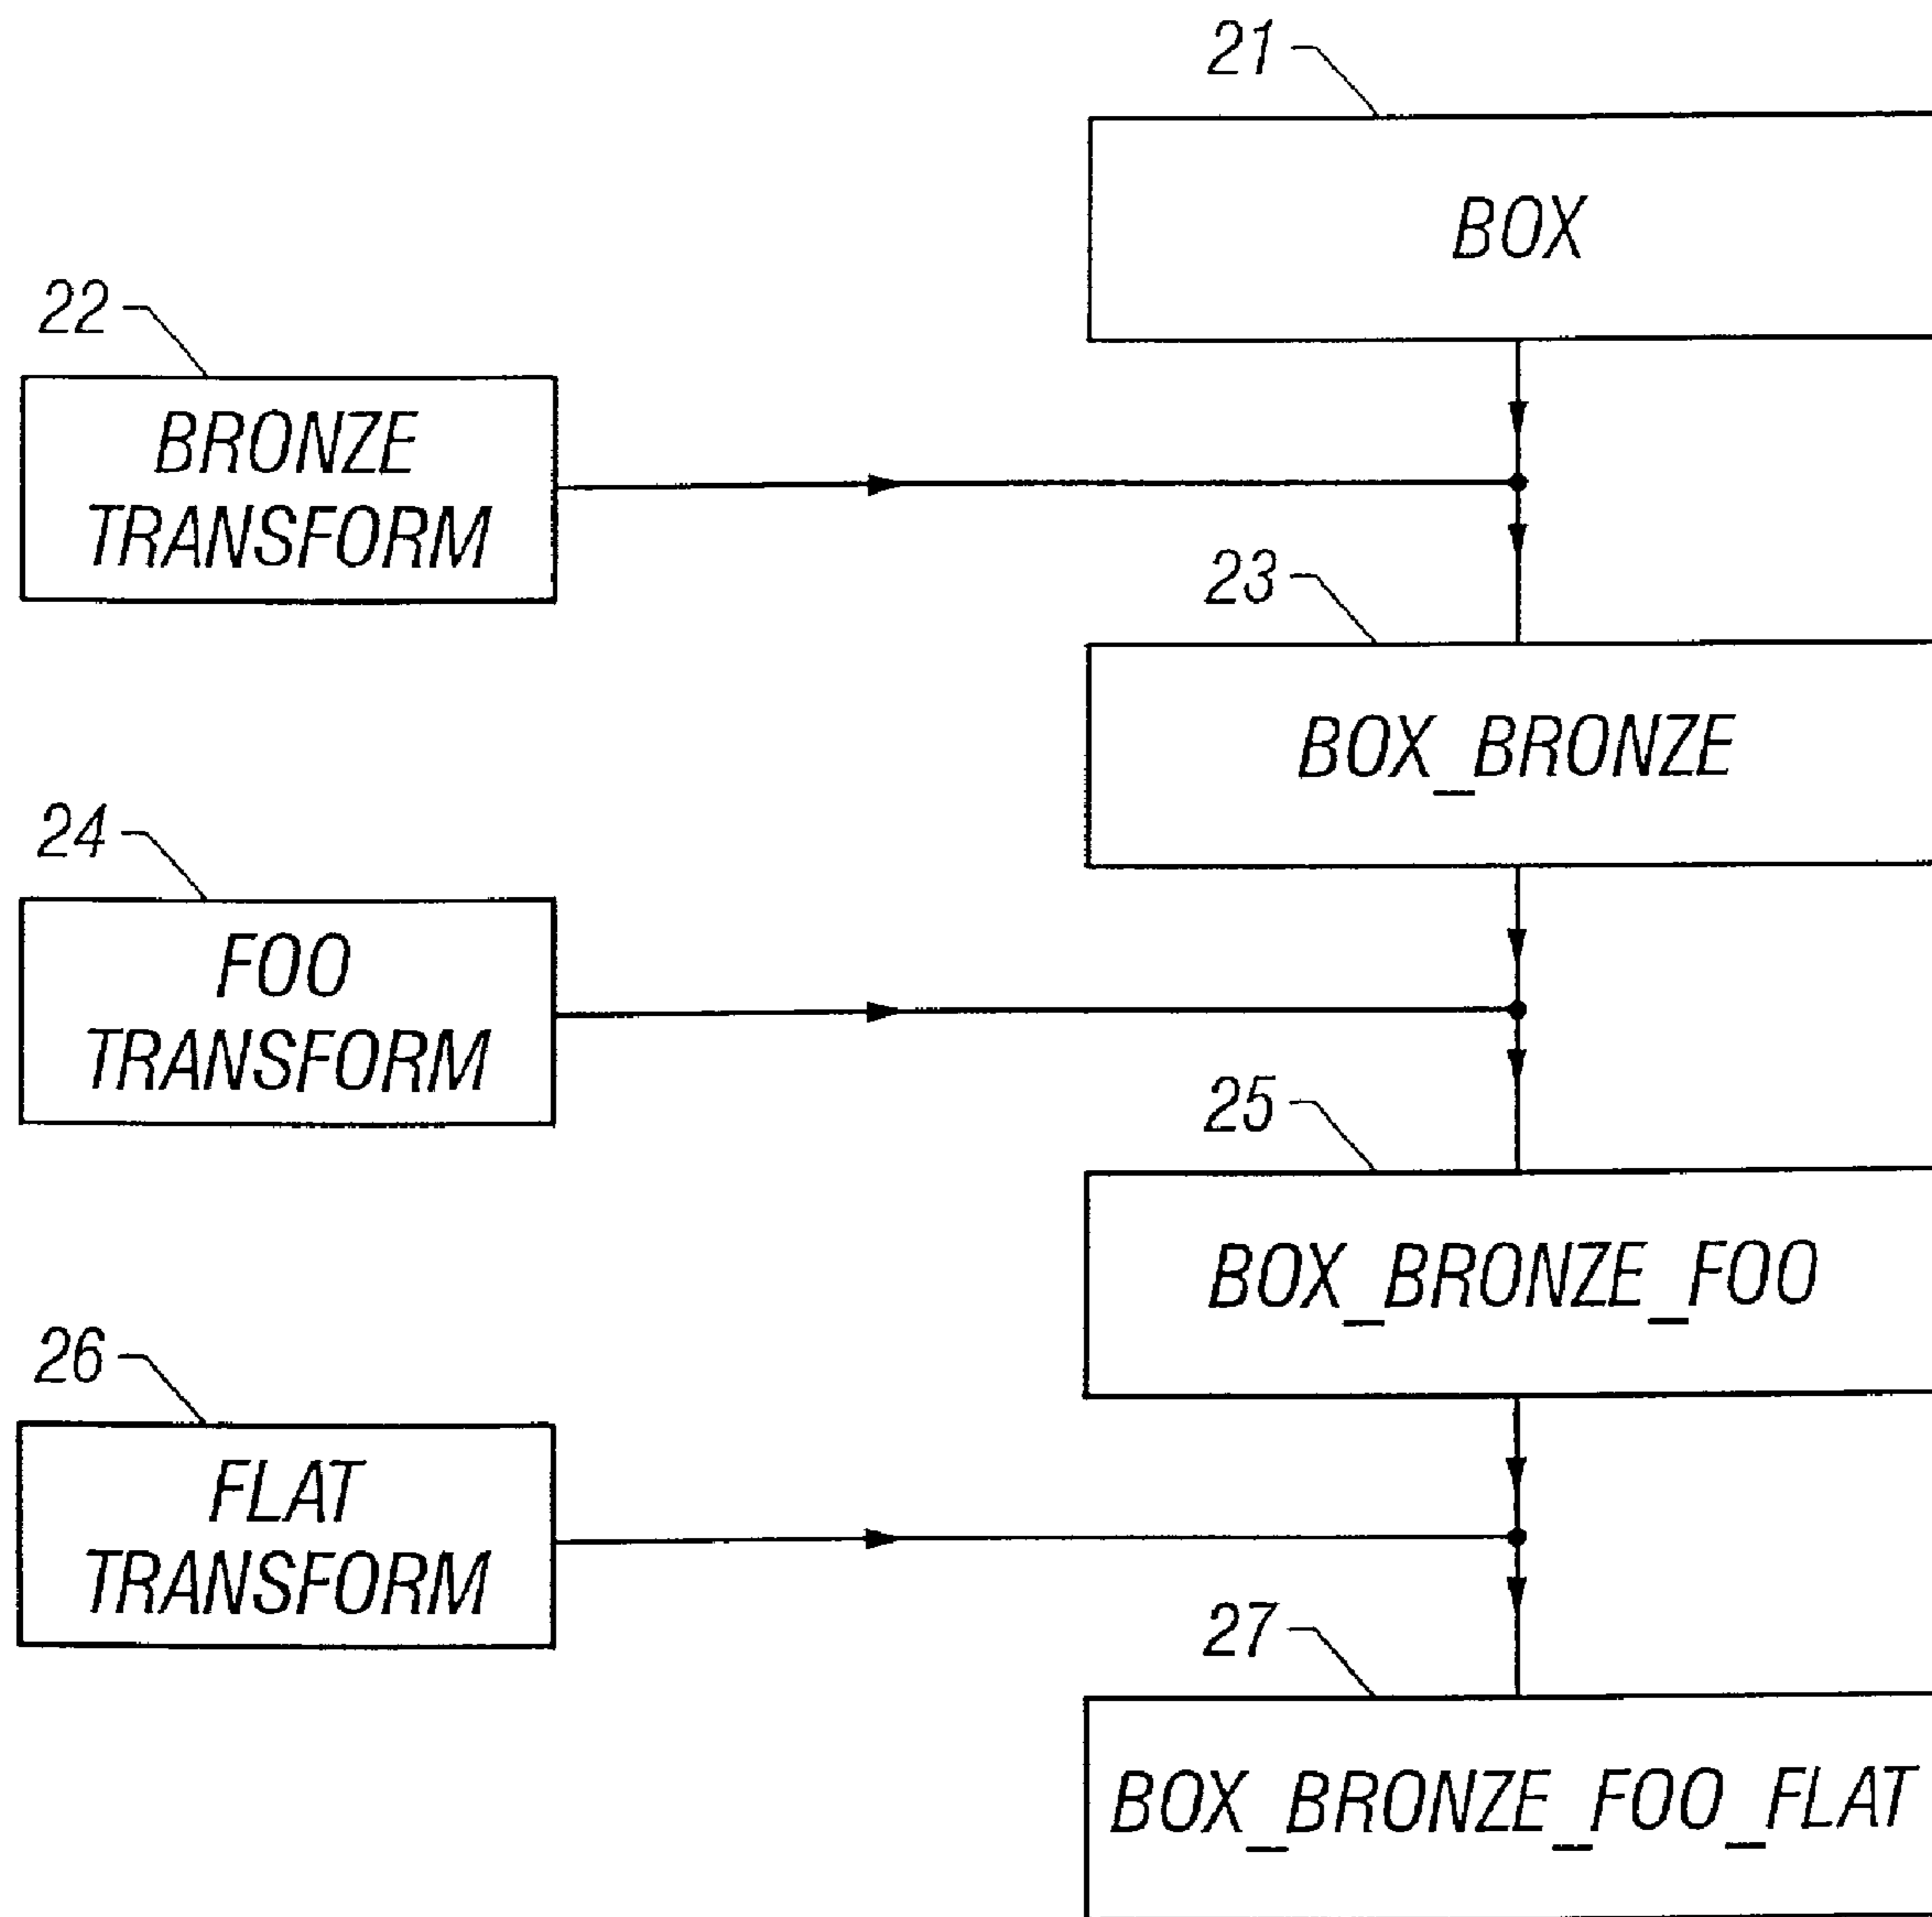 21
BOX
22
BRONZE
TRANSFORM
23
BOX_BRONZE
24
FOO
TRANSFORM
25
BOX_BRONZE_FOO
26
FLAT
TRANSFORM
27
BOX_BRONZE_FOO_FLAT